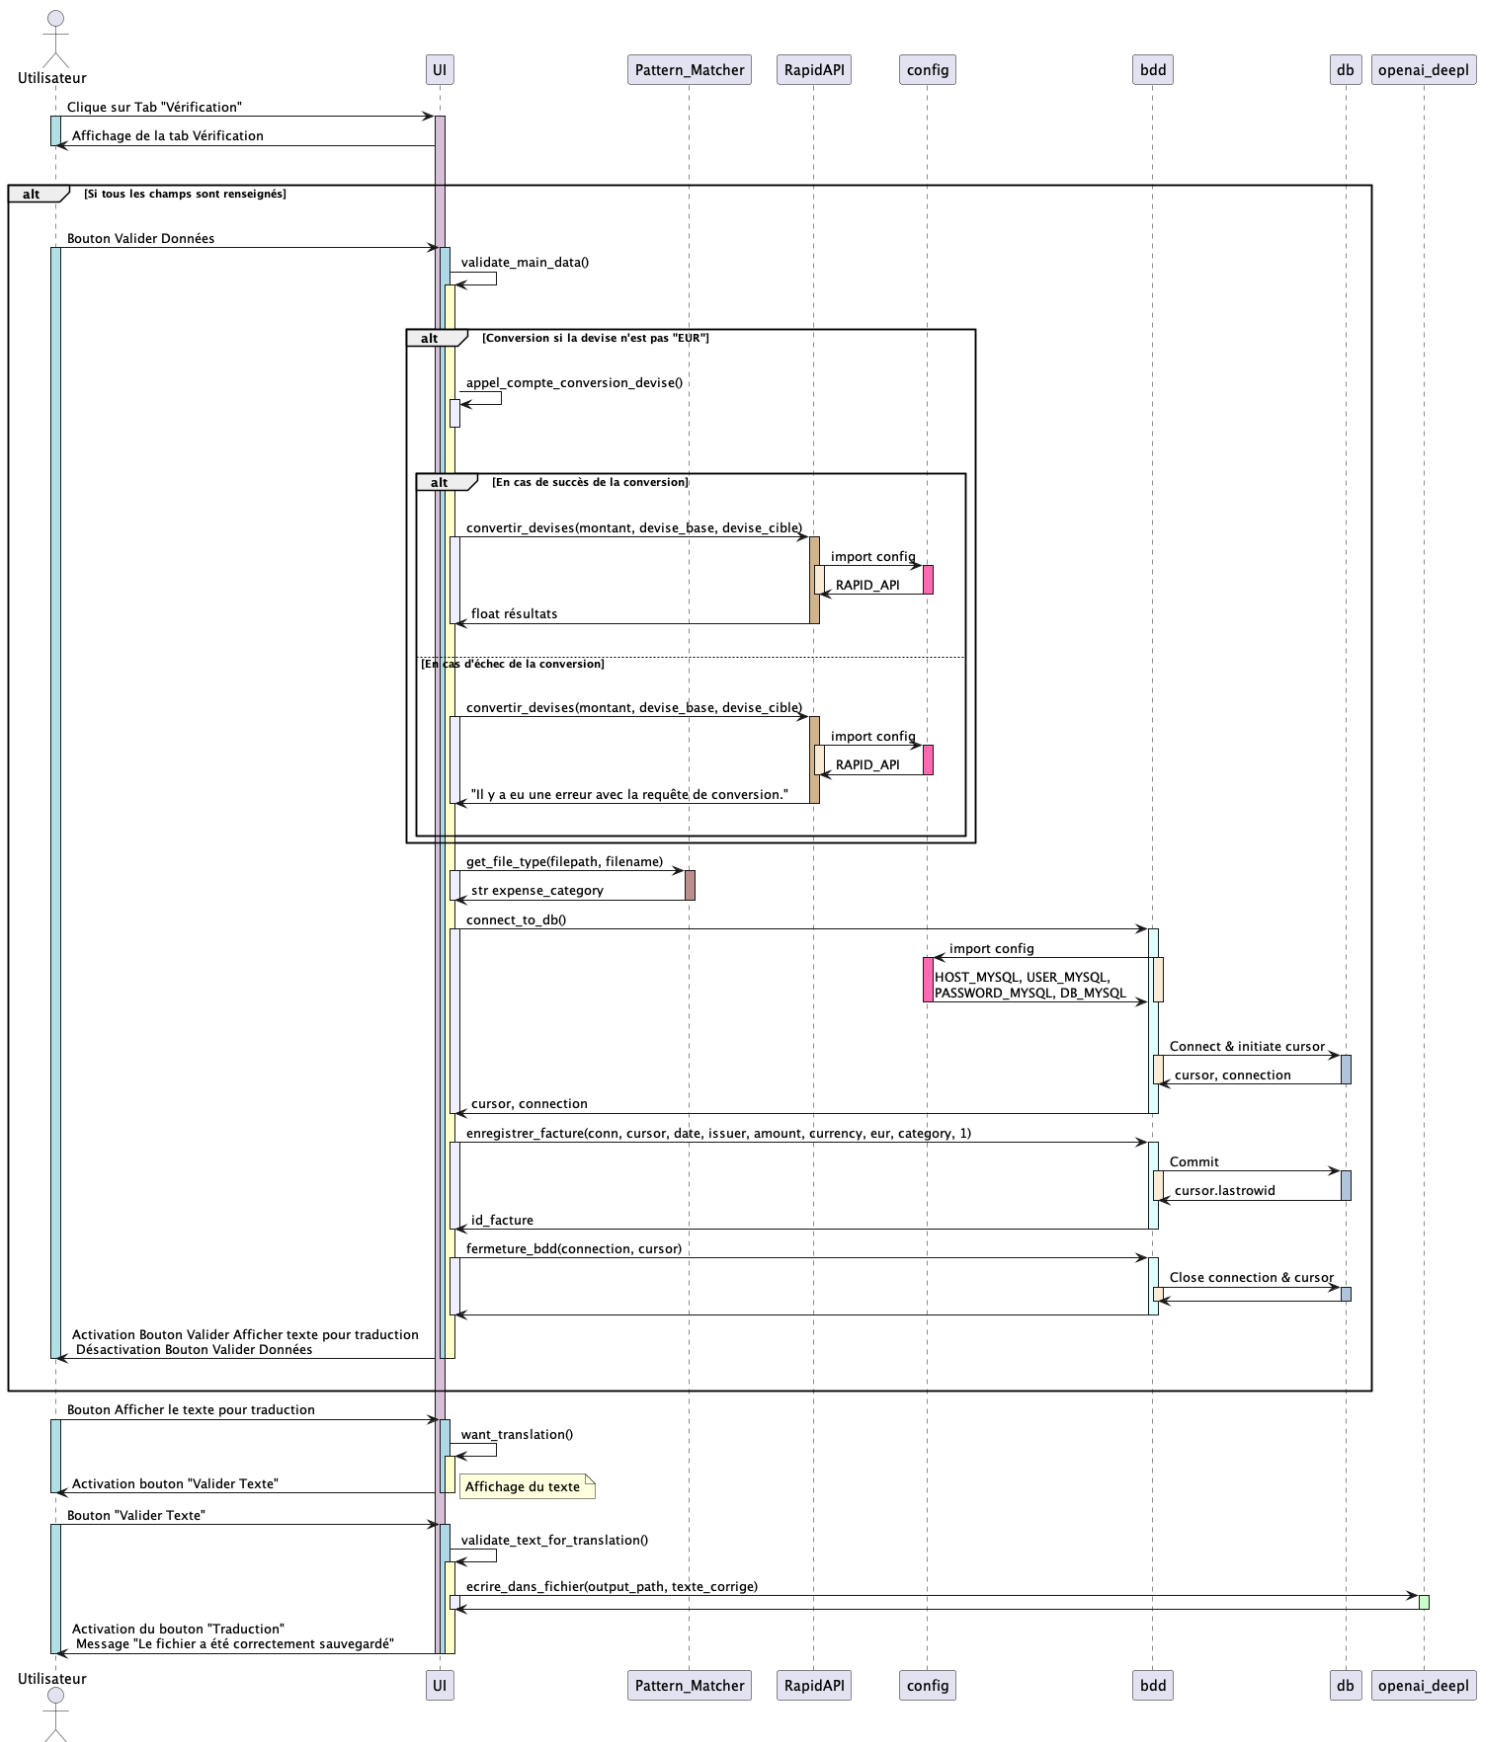 Utilisateur
UI
Pattern_Matcher
RapidAPI
config
bdd
db
openai_deepl
Clique sur Tab "Vérification"
Affichage de la tab Vérification
alt
[Si tous les champs sont renseignés]
Bouton Valider Données
validate_main_data()
alt
[Conversion si la devise n'est pas "EUR"]
appel_compte_conversion_devise()
alt
[En cas de succès de la conversion]
convertir_devises(montant, devise_base, devise_cible)
import config
RAPID_API
float résultats
[En cas d'échec de la conversion]
convertir_devises(montant, devise_base, devise_cible)
import config
RAPID_API
"Il y a eu une erreur avec la requête de conversion."
get_file_type(filepath, filename)
str expense_category
connect_to_db()
import config
HOST_MYSQL, USER_MYSQL,
PASSWORD_MYSQL, DB_MYSQL
Connect & initiate cursor
cursor, connection
cursor, connection
enregistrer_facture(conn, cursor, date, issuer, amount, currency, eur, category, 1)
Commit
cursor.lastrowid
id_facture
fermeture_bdd(connection, cursor)
Close connection & cursor
Activation Bouton Valider Afficher texte pour traduction
Désactivation Bouton Valider Données
Bouton Afficher le texte pour traduction
want_translation()
Activation bouton "Valider Texte"
Affichage du texte
Bouton "Valider Texte"
validate_text_for_translation()
ecrire_dans_fichier(output_path, texte_corrige)
Activation du bouton "Traduction"
Message "Le fichier a été correctement sauvegardé"
Utilisateur
UI
Pattern_Matcher
RapidAPI
config
bdd
db
openai_deepl